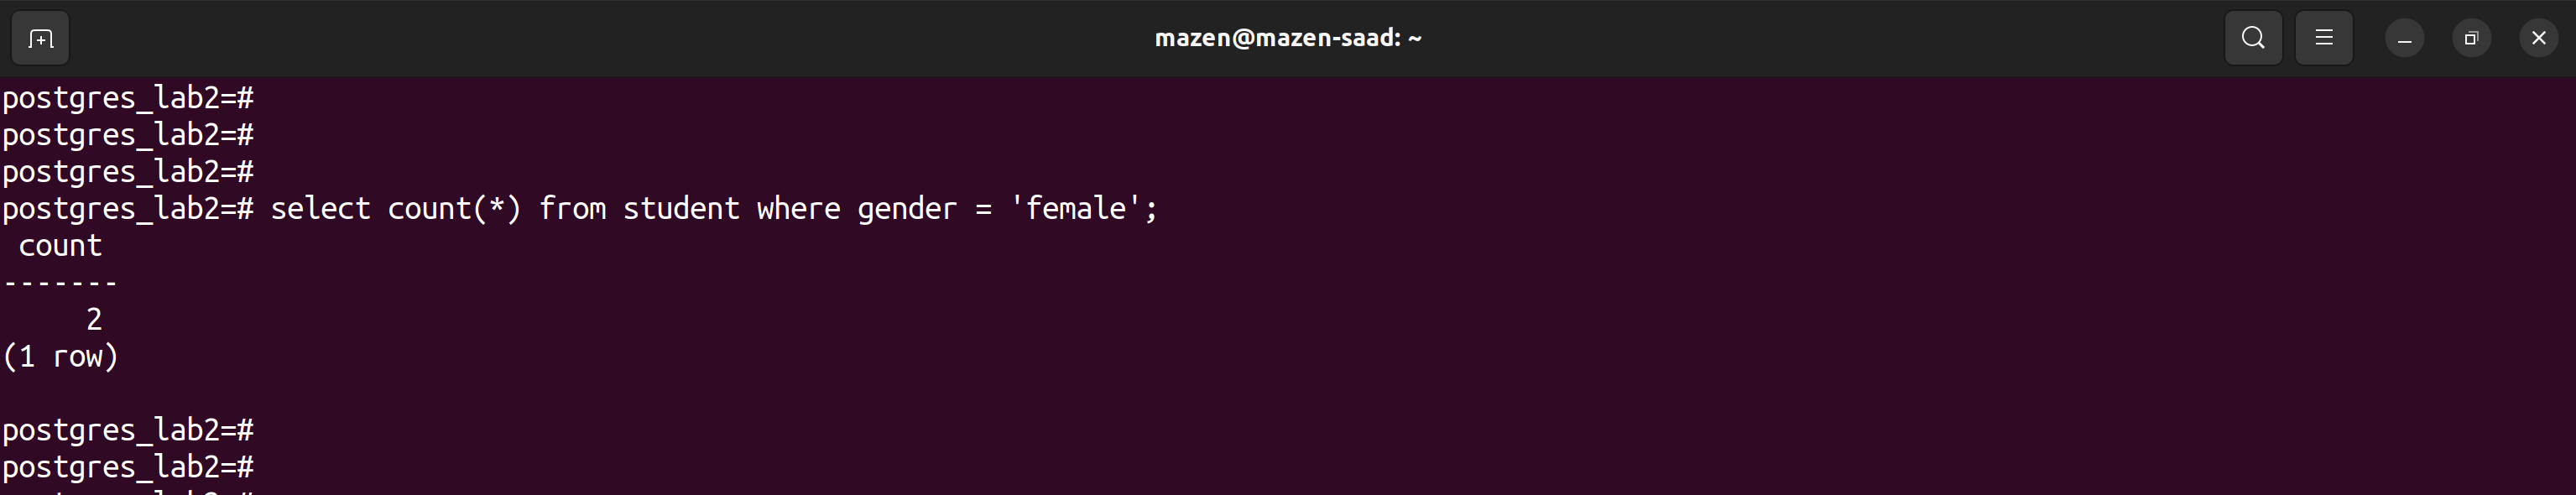 mazen@mazen-saad: ~
postgres_lab2=#
postgres_lab2=#
postgres_lab2=#
postgres_lab2=# select count(*) from student where gender = 'female';
 count
-------
     2
(1 row)

postgres_lab2=#
postgres_lab2=#